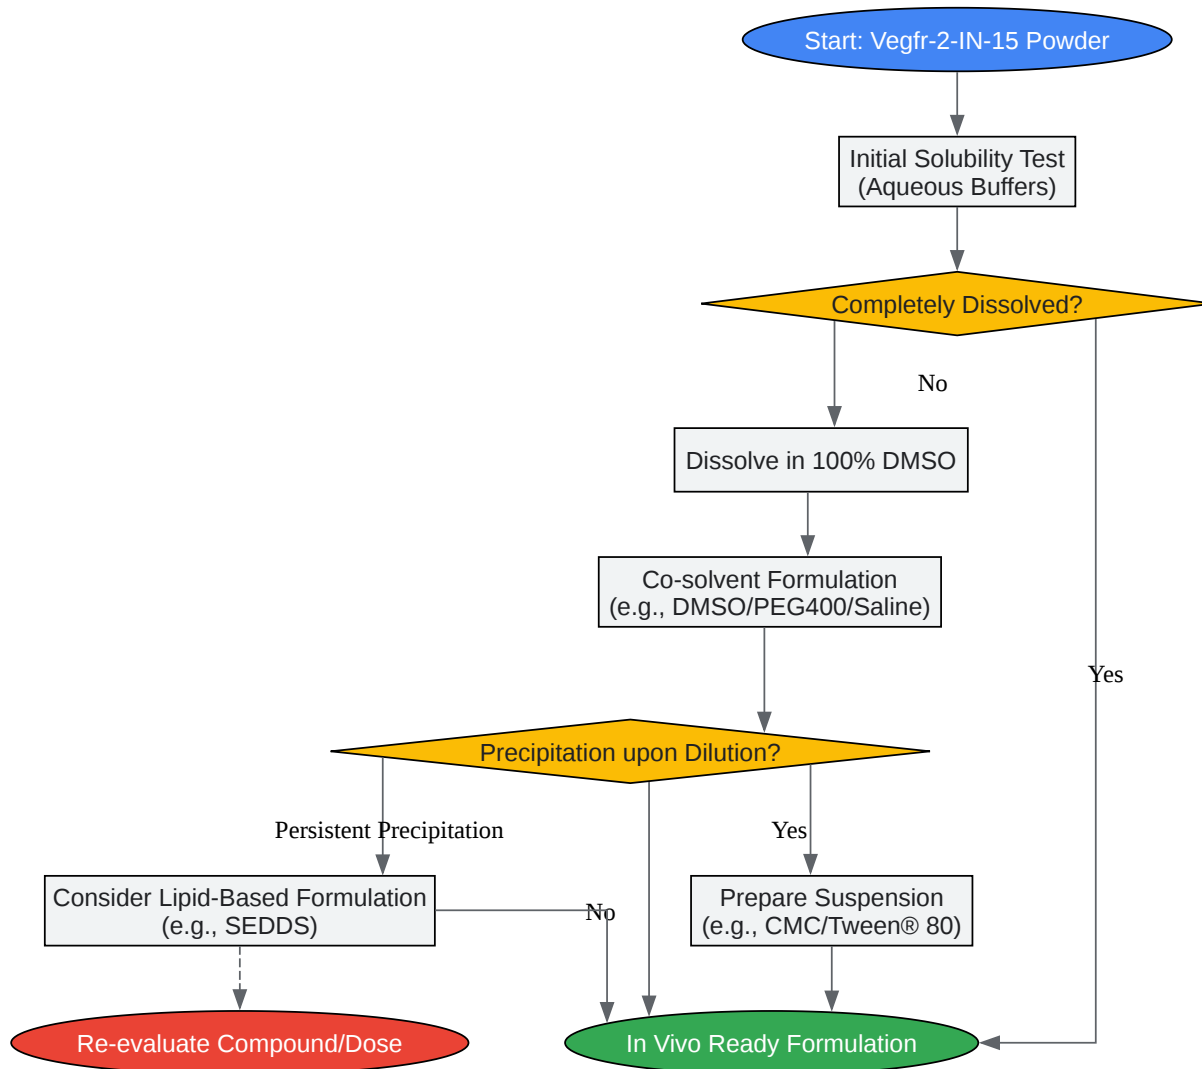 Start: Vegfr-2-IN-15 Powder
Initial Solubility Test
(Aqueous Buffers)
Completely Dissolved?
No
Dissolve in 100% DMSO
Co-solvent Formulation
(e.g., DMSO/PEG400/Saline)
Yes
Precipitation upon Dilution?
Persistent Precipitation
Yes
Consider Lipid-Based Formulation
(e.g., SEDDS)
No
Prepare Suspension
(e.g., CMC/Tween® 80)
Re-evaluate Compound/Dose
In Vivo Ready Formulation